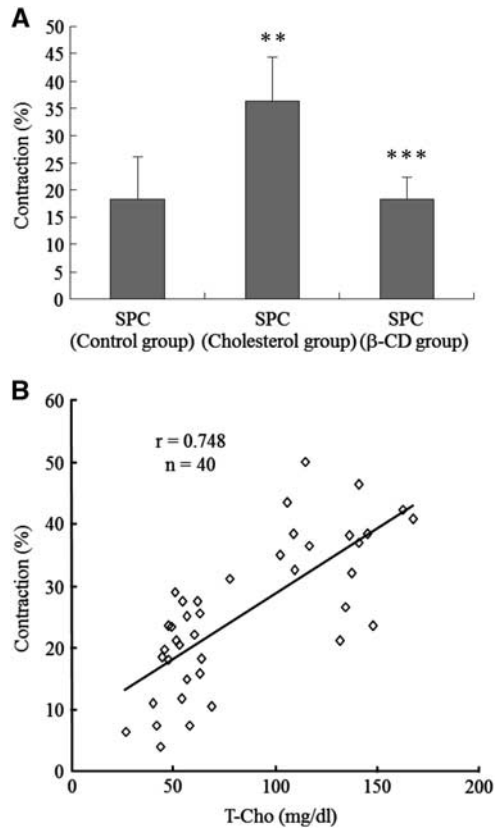 A
50
45
40
35
30
25
20
15
10
5
0
Contraction (%)
**
***
SPC SPC SPC
(Control group) (Cholesterol group) (β-CD group)
B
60
50
40
30
20
10
0
Contraction (%)
r = 0.748
n = 40
0 50 100 150 200
T-Cho (mg/dl)